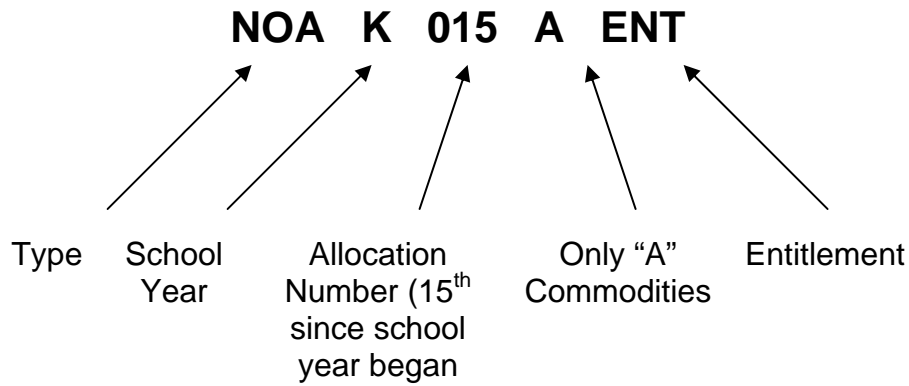 NOA K 015 A ENT
Type
School
Year
Allocation
Number (15th
since school
year began
Only “A”
Commodities
Entitlement